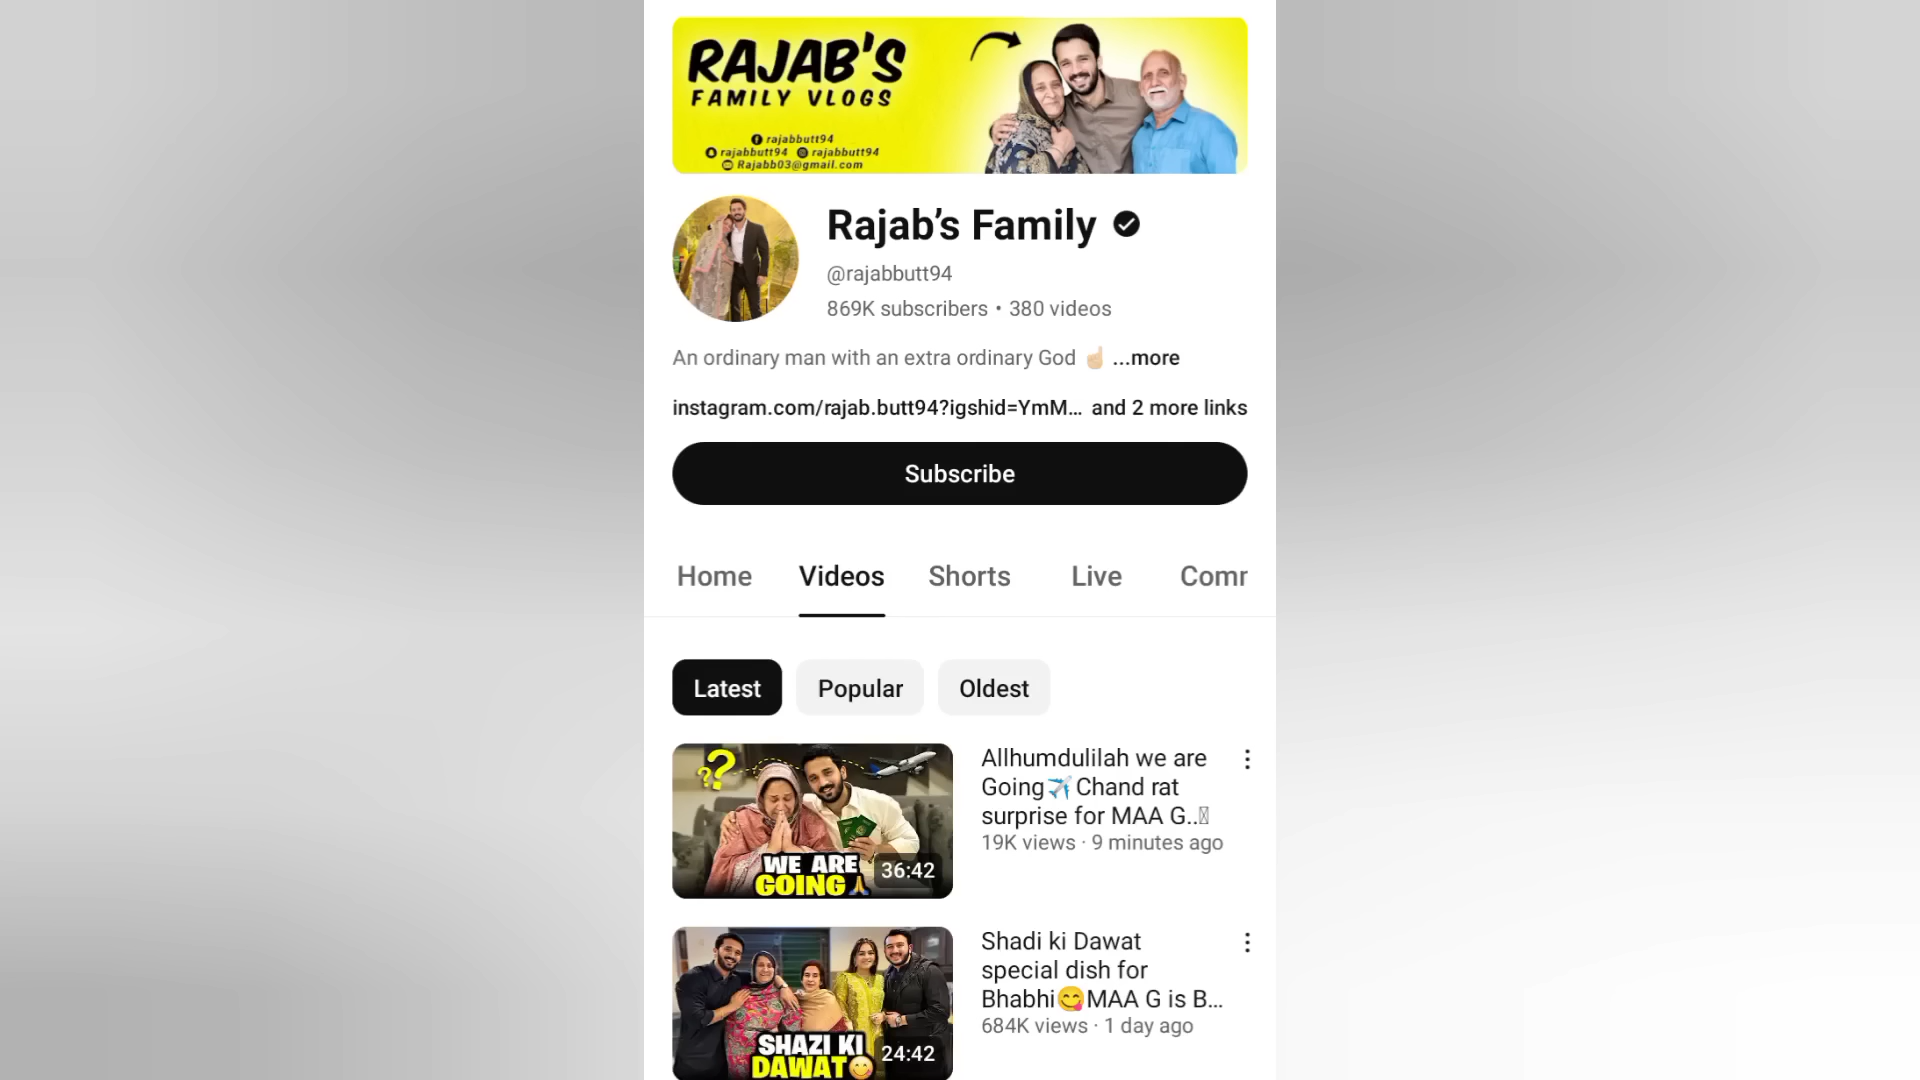 RAJAB'S
FAMILY VLOGS
rajabbutt94
rajabbutt94 rajabbutt94
Rajabb03@gmail.com
Rajab’s Family
@rajabbutt94
869K subscribers • 380 videos
An ordinary man with an extra ordinary God ☝🏻 ...more
instagram.com/rajab.butt94?igshid=YmM... and 2 more links
Subscribe
Home Videos Shorts Live Comr
Latest Popular Oldest
??
WE ARE
GOING🙏
36:42
Allhumdulilah we are
Going✈️ Chand rat
surprise for MAA G..
19K views · 9 minutes ago
SHAZI KI
DAWAT😋
24:42
Shadi ki Dawat
special dish for
Bhabhi😋MAA G is B...
684K views · 1 day ago